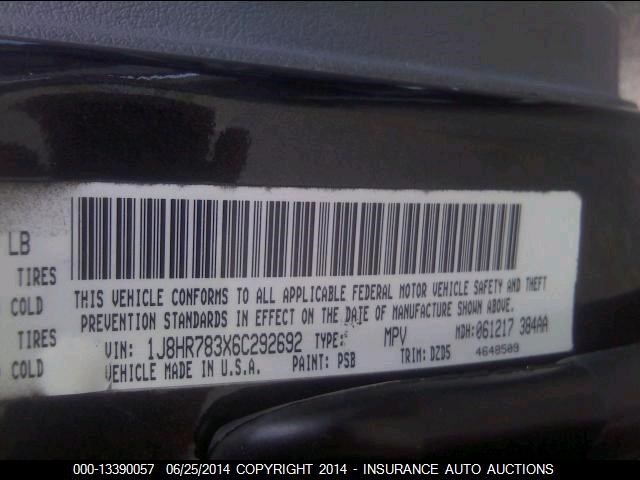 LB
TIRES
COLD
TIRES
COLD
THIS VEHICLE CONFORMS TO ALL APPLICABLE FEDERAL MOTOR VEHICLE SAFETY AND THEFT
PREVENTION STANDARDS IN EFFECT ON THE DATE OF MANUFACTURE SHOWN ABOVE.
VIN: 1J8HR783X6C292692 TYPE: MPV MDH:061217 384AA
VEHICLE MADE IN U.S.A. PAINT: PSB TRIM: DZD5 4648509
000-13390057 06/25/2014 COPYRIGHT 2014 - INSURANCE AUTO AUCTIONS